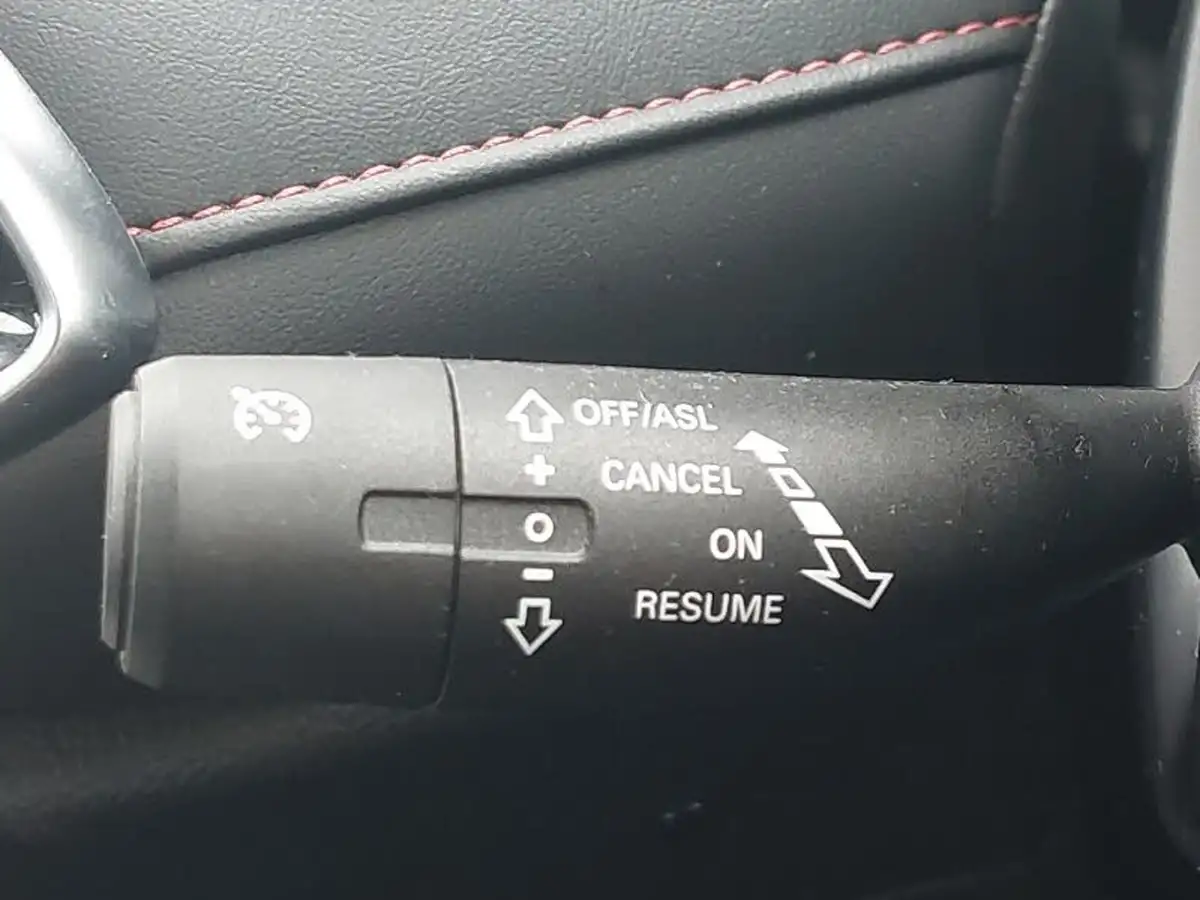 OFF/ASL
+ CANCEL
O ON
- RESUME